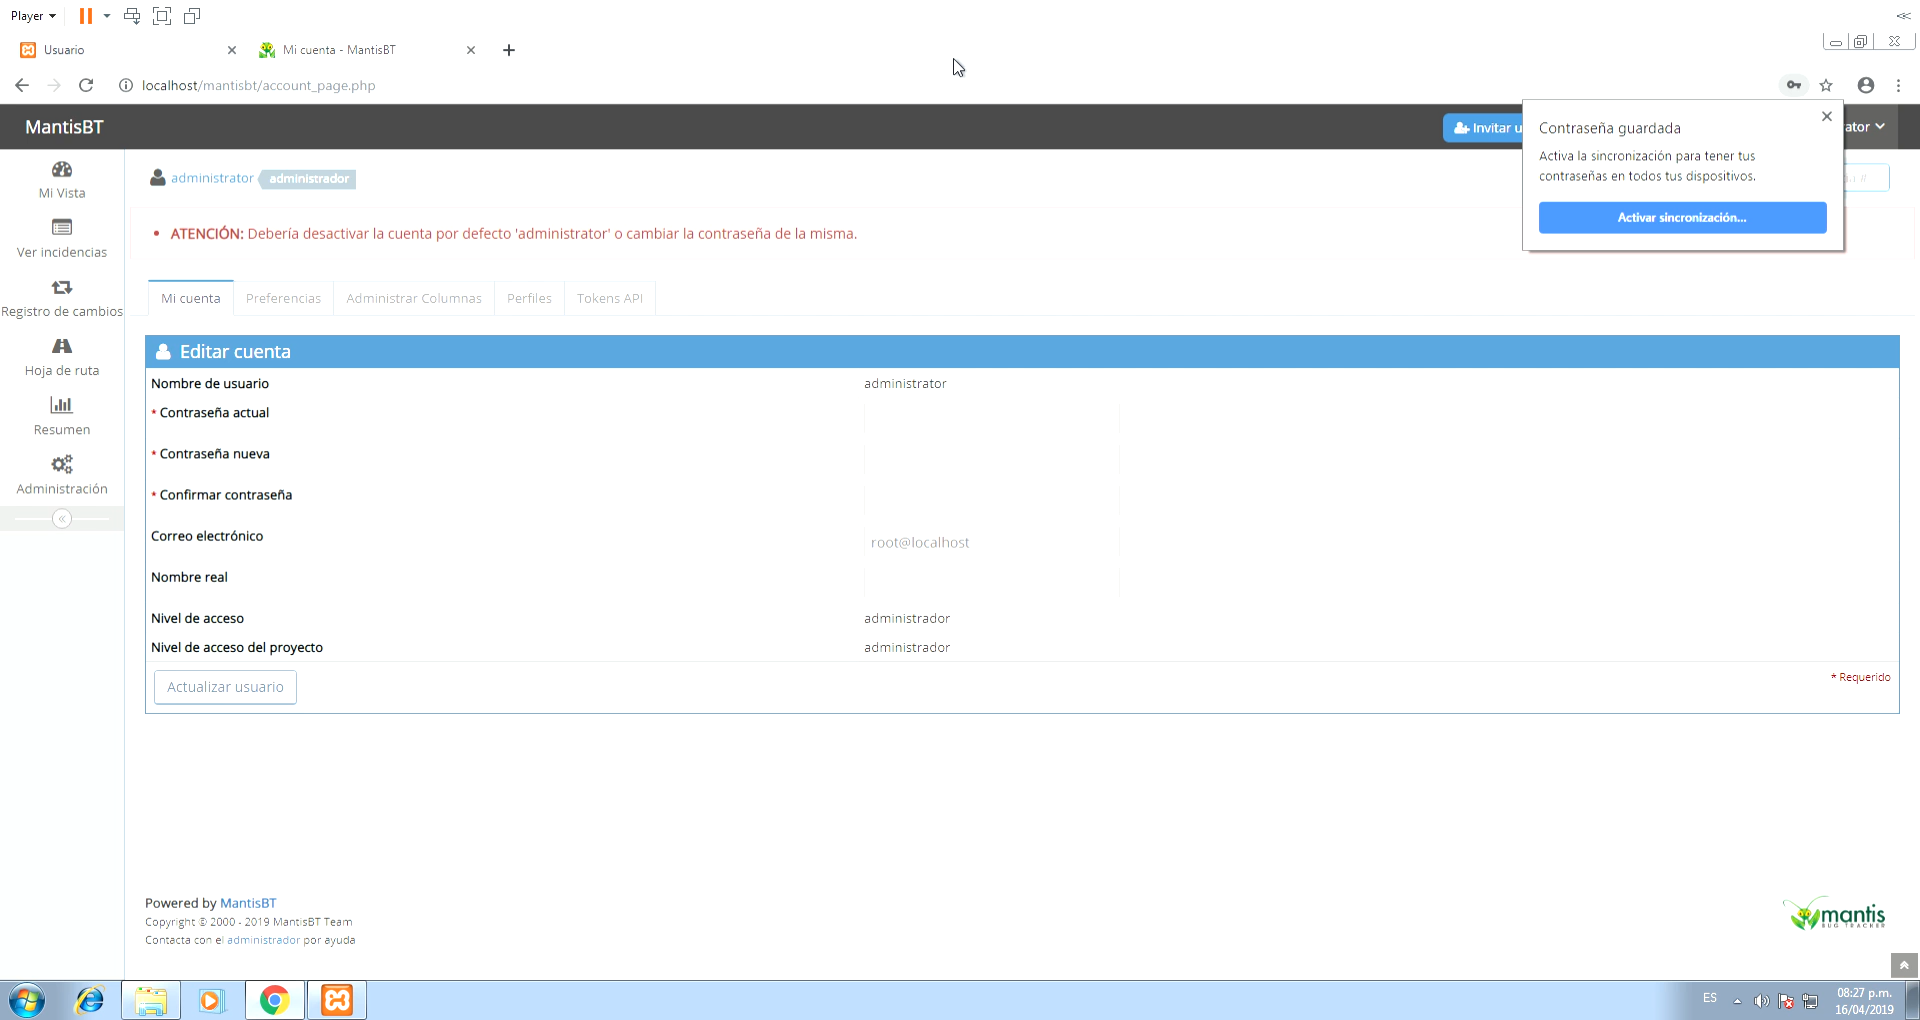 Player
Usuario
Mi cuenta - MantisBT
localhost/mantisbt/account_page.php
MantisBT
Invitar u
ator
Contraseña guardada
Activa la sincronización para tener tus
contraseñas en todos tus dispositivos.
Activar sincronización...
Mi Vista
Ver incidencias
Registro de cambios
Hoja de ruta
Resumen
Administración
administrator
administrador
ATENCIÓN: Debería desactivar la cuenta por defecto 'administrator' o cambiar la contraseña de la misma.
Mi cuenta
Preferencias
Administrar Columnas
Perfiles
Tokens API
Editar cuenta
Nombre de usuario
administrator
* Contraseña actual
* Contraseña nueva
* Confirmar contraseña
Correo electrónico
root@localhost
Nombre real
Nivel de acceso
administrador
Nivel de acceso del proyecto
administrador
Actualizar usuario
* Requerido
Powered by MantisBT
Copyright © 2000 - 2019 MantisBT Team
Contacta con el administrador por ayuda
mantis
BUG TRACKER
ES
08:27 p.m.
16/04/2019